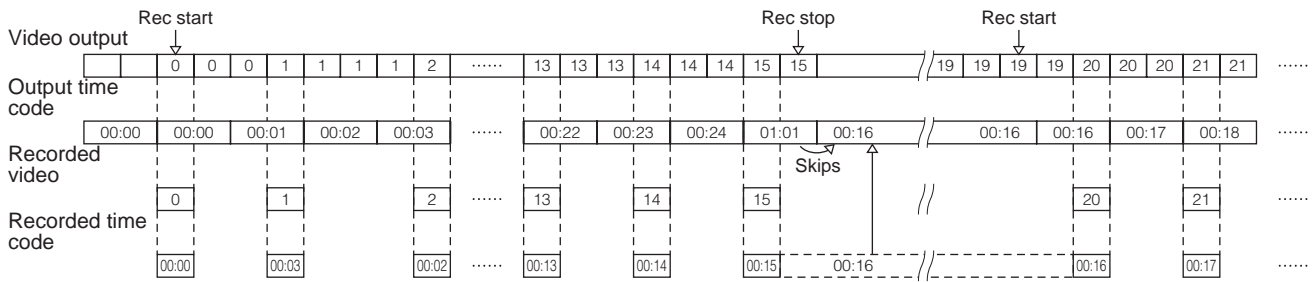 Rec start Rec stop Rec start
Video output
0 0 0 1 1 1 1 2 ...... 13 13 13 14 14 14 15 15 19 19 19 19 20 20 20 21 21 ......
Output time
code
00:00 00:00 00:01 00:02 00:03 ...... 00:22 00:23 00:24 01:01 00:16 00:16 00:16 00:17 00:18 ......
Recorded
video
Skips
0 1 2 ...... 13 14 15 20 21 ......
Recorded time
code
00:00 00:03 00:02 ...... 00:13 00:14 00:15 00:16 00:16 00:17 ......